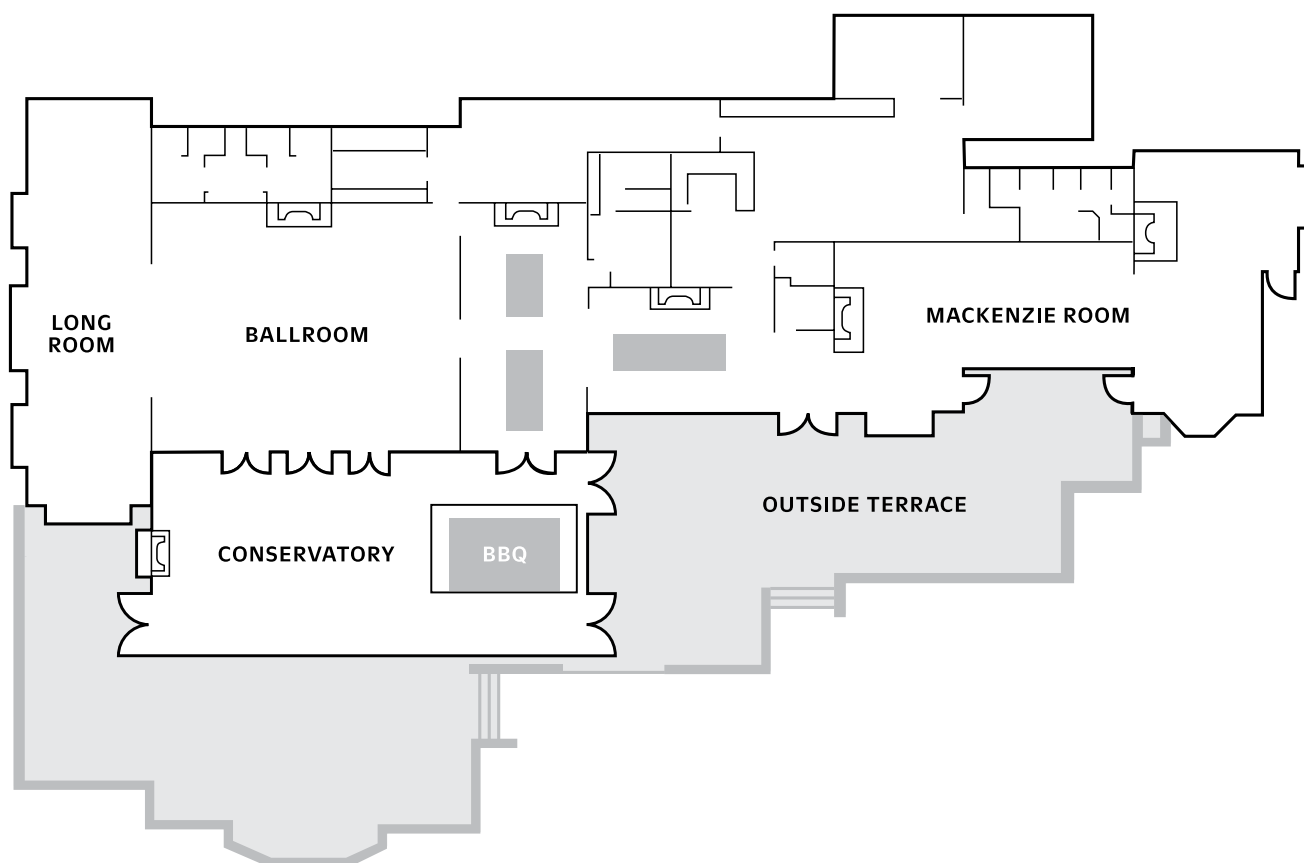 LONG
ROOM
BALLROOM
MACKENZIE ROOM
OUTSIDE TERRACE
CONSERVATORY
BBQ